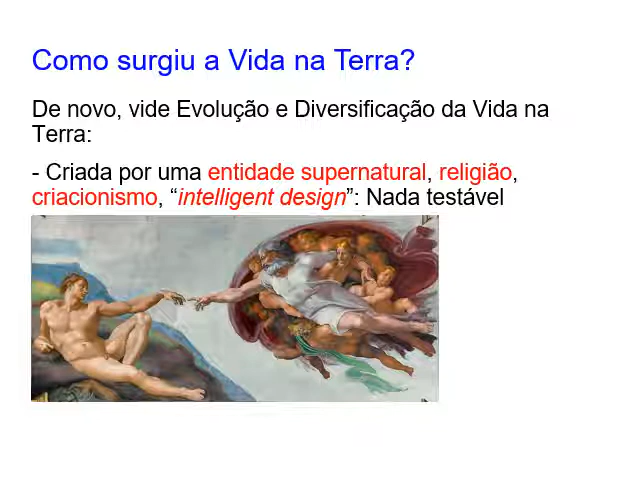 Como surgiu a Vida na Terra?
De novo, vide Evolução e Diversificação da Vida na
Terra:
- Criada por uma entidade supernatural, religião,
criacionismo, “intelligent design”: Nada testável